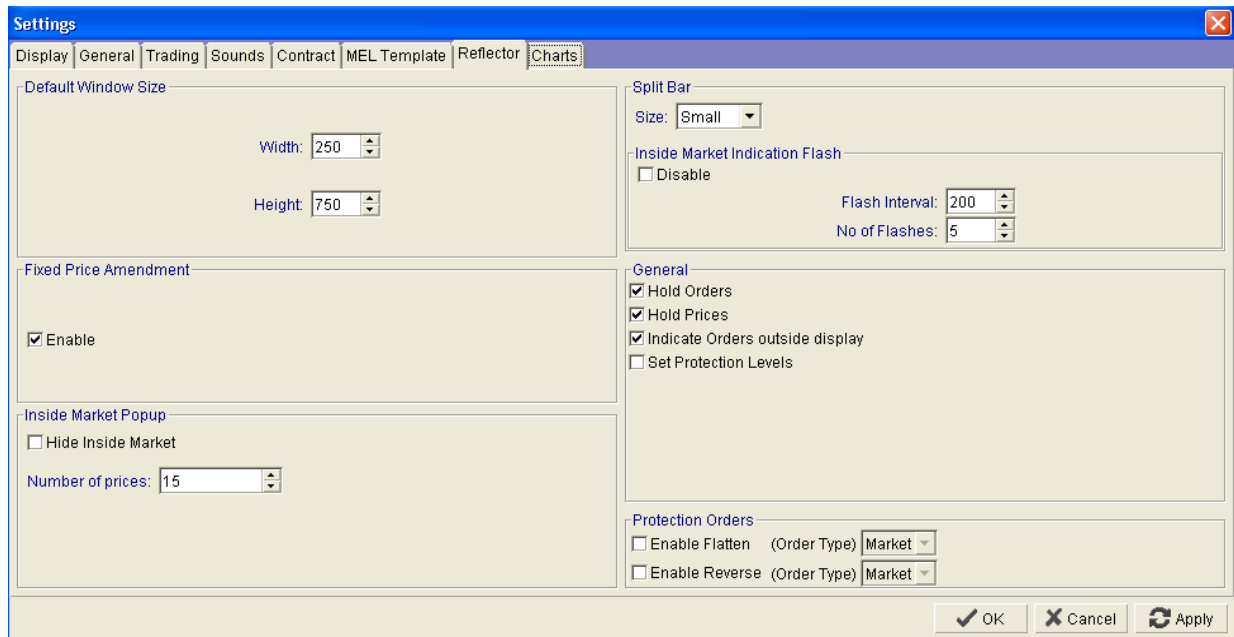 Settings
Display General Trading Sounds Contract MEL Template Reflector Charts
Default Window Size
Width: 250
Height: 750
Fixed Price Amendment
Enable
Inside Market Popup
Hide Inside Market
Number of prices: 15
Split Bar
Size: Small
Inside Market Indication Flash
Disable
Flash Interval: 200
No of Flashes: 5
General
Hold Orders
Hold Prices
Indicate Orders outside display
Set Protection Levels
Protection Orders
Enable Flatten (Order Type) Market
Enable Reverse (Order Type) Market
OK Cancel Apply